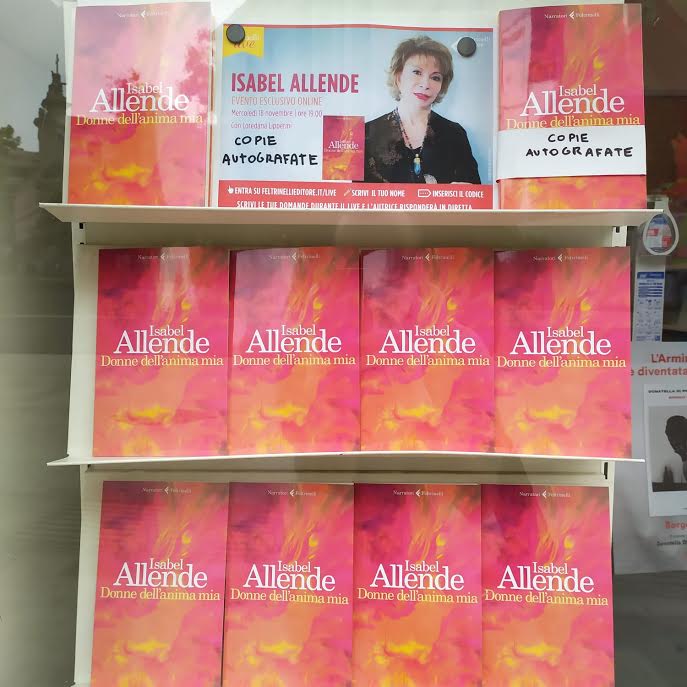 Narratori Feltrinelli
Isabel
Allende
Donne dell'anima mia
live
ISABEL ALLENDE
EVENTO ESCLUSIVO ONLINE
Mercoledì 18 novembre | ore 19.00
Con Loredana Lipperini
COPIE
AUTOGRAFATE
Allende
ENTRA SU FELTRINELLIEDITORE.IT/LIVE
SCRIVI IL TUO NOME
INSERISCI IL CODICE
SCRIVI LE TUE DOMANDE DURANTE IL LIVE E L'AUTRICE RISPONDERÀ IN DIRETTA
Narratori Feltrinelli
Isabel
Allende
Donne dell'anima mia
COPIE
AUTOGRAFATE
Narratori Feltrinelli
Isabel
Allende
Donne dell'anima mia
Narratori Feltrinelli
Isabel
Allende
Donne dell'anima mia
Narratori Feltrinelli
Isabel
Allende
Donne dell'anima mia
Narratori Feltrinelli
Isabel
Allende
Donne dell'anima mia
Narratori Feltrinelli
Isabel
Allende
Donne dell'anima mia
Narratori Feltrinelli
Isabel
Allende
Donne dell'anima mia
Narratori Feltrinelli
Isabel
Allende
Donne dell'anima mia
Narratori Feltrinelli
Isabel
Allende
Donne dell'anima mia
L'Armin
è diventata